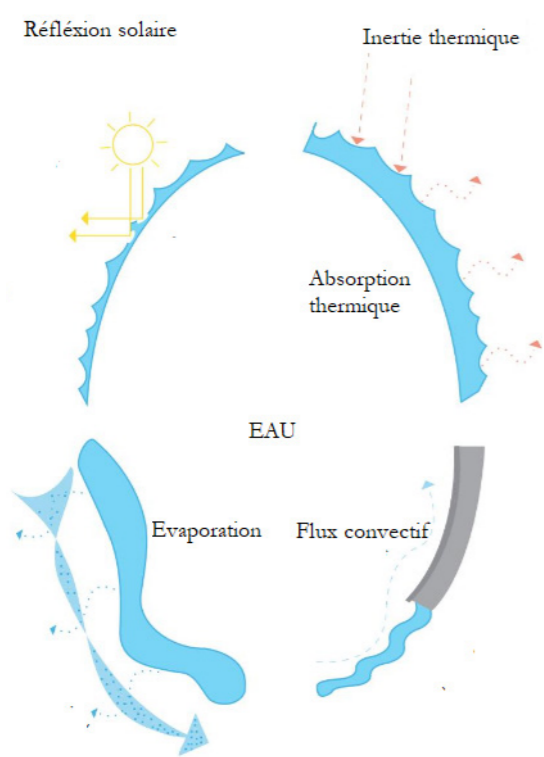 Réfléxion solaire
Inertie thermique
Absorption
thermique
EAU
Evaporation
Flux convectif